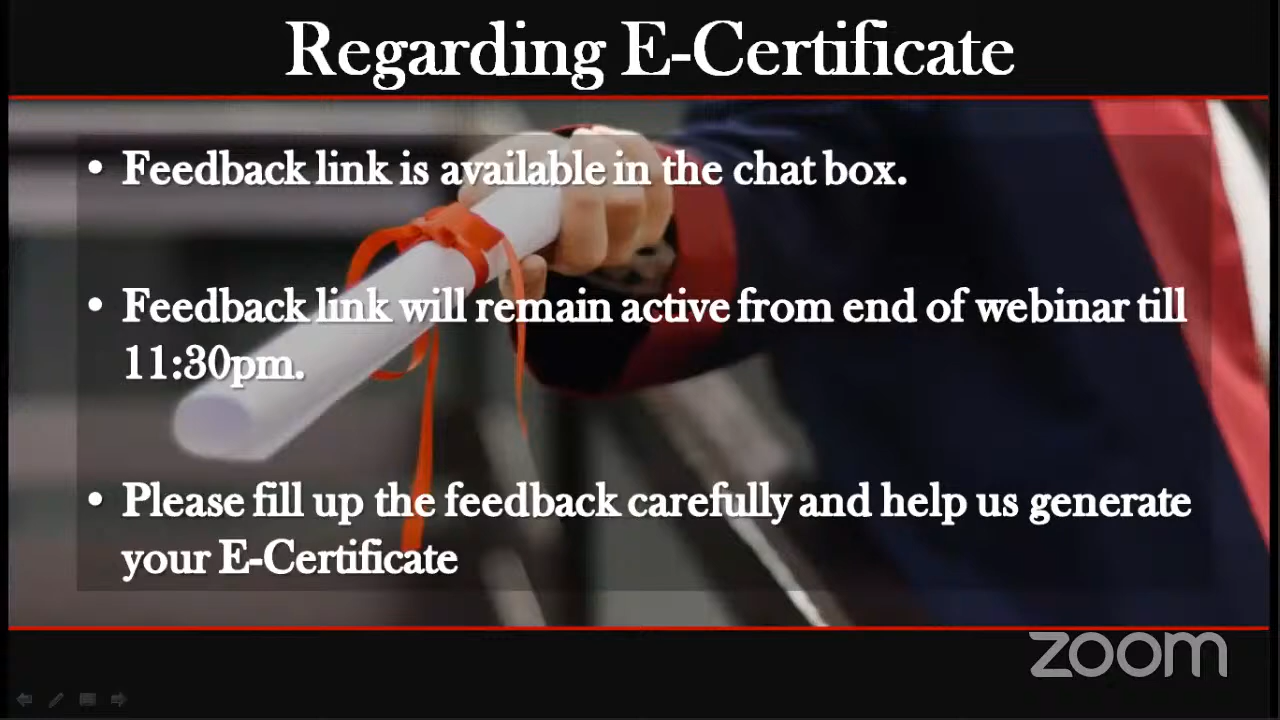 Regarding E-Certificate
• Feedback link is available in the chat box.
• Feedback link will remain active from end of webinar till
11:30pm.
• Please fill up the feedback carefully and help us generate
your E-Certificate
zoom